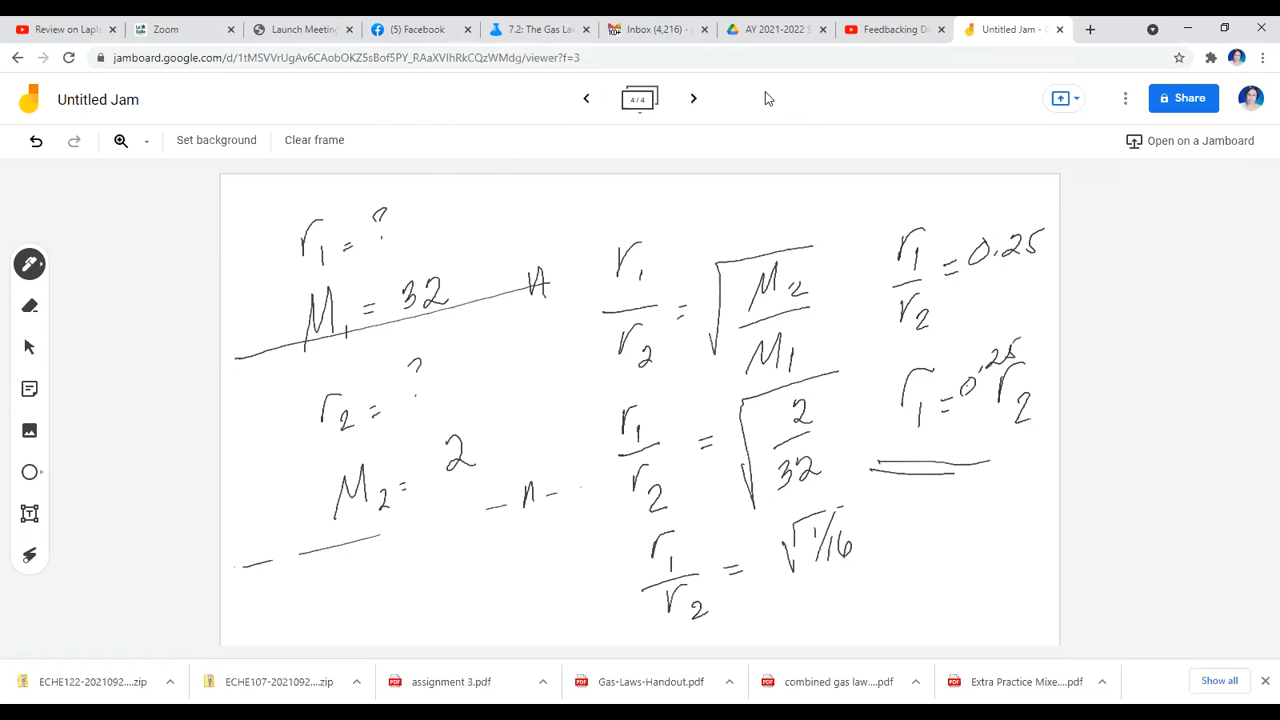 Review on Lapla
Zoom
Launch Meeting
(5) Facebook
7.2: The Gas La
Inbox (4,216) -
AY 2021-2022 S
Feedbacking D
Untitled Jam -
jamboard.google.com/d/1tMSVVrUgAv6CAobOKZ5sBof5PY_RAaXVIhRkCQzWMdg/viewer?f=3
Untitled Jam
4 / 4
Share
Set background
Clear frame
Open on a Jamboard
r1 = ?
M1 = 32
r2 = ?
M2 = 2
r1/r2 = √M2/M1
r1/r2 = √2/32
r1/r2 = √1/16
r1/r2 = 0.25
r1 = 0.25 r2
ECHE122-2021092....zip
ECHE107-2021092....zip
assignment 3.pdf
Gas-Laws-Handout.pdf
combined gas law....pdf
Extra Practice Mixe....pdf
Show all